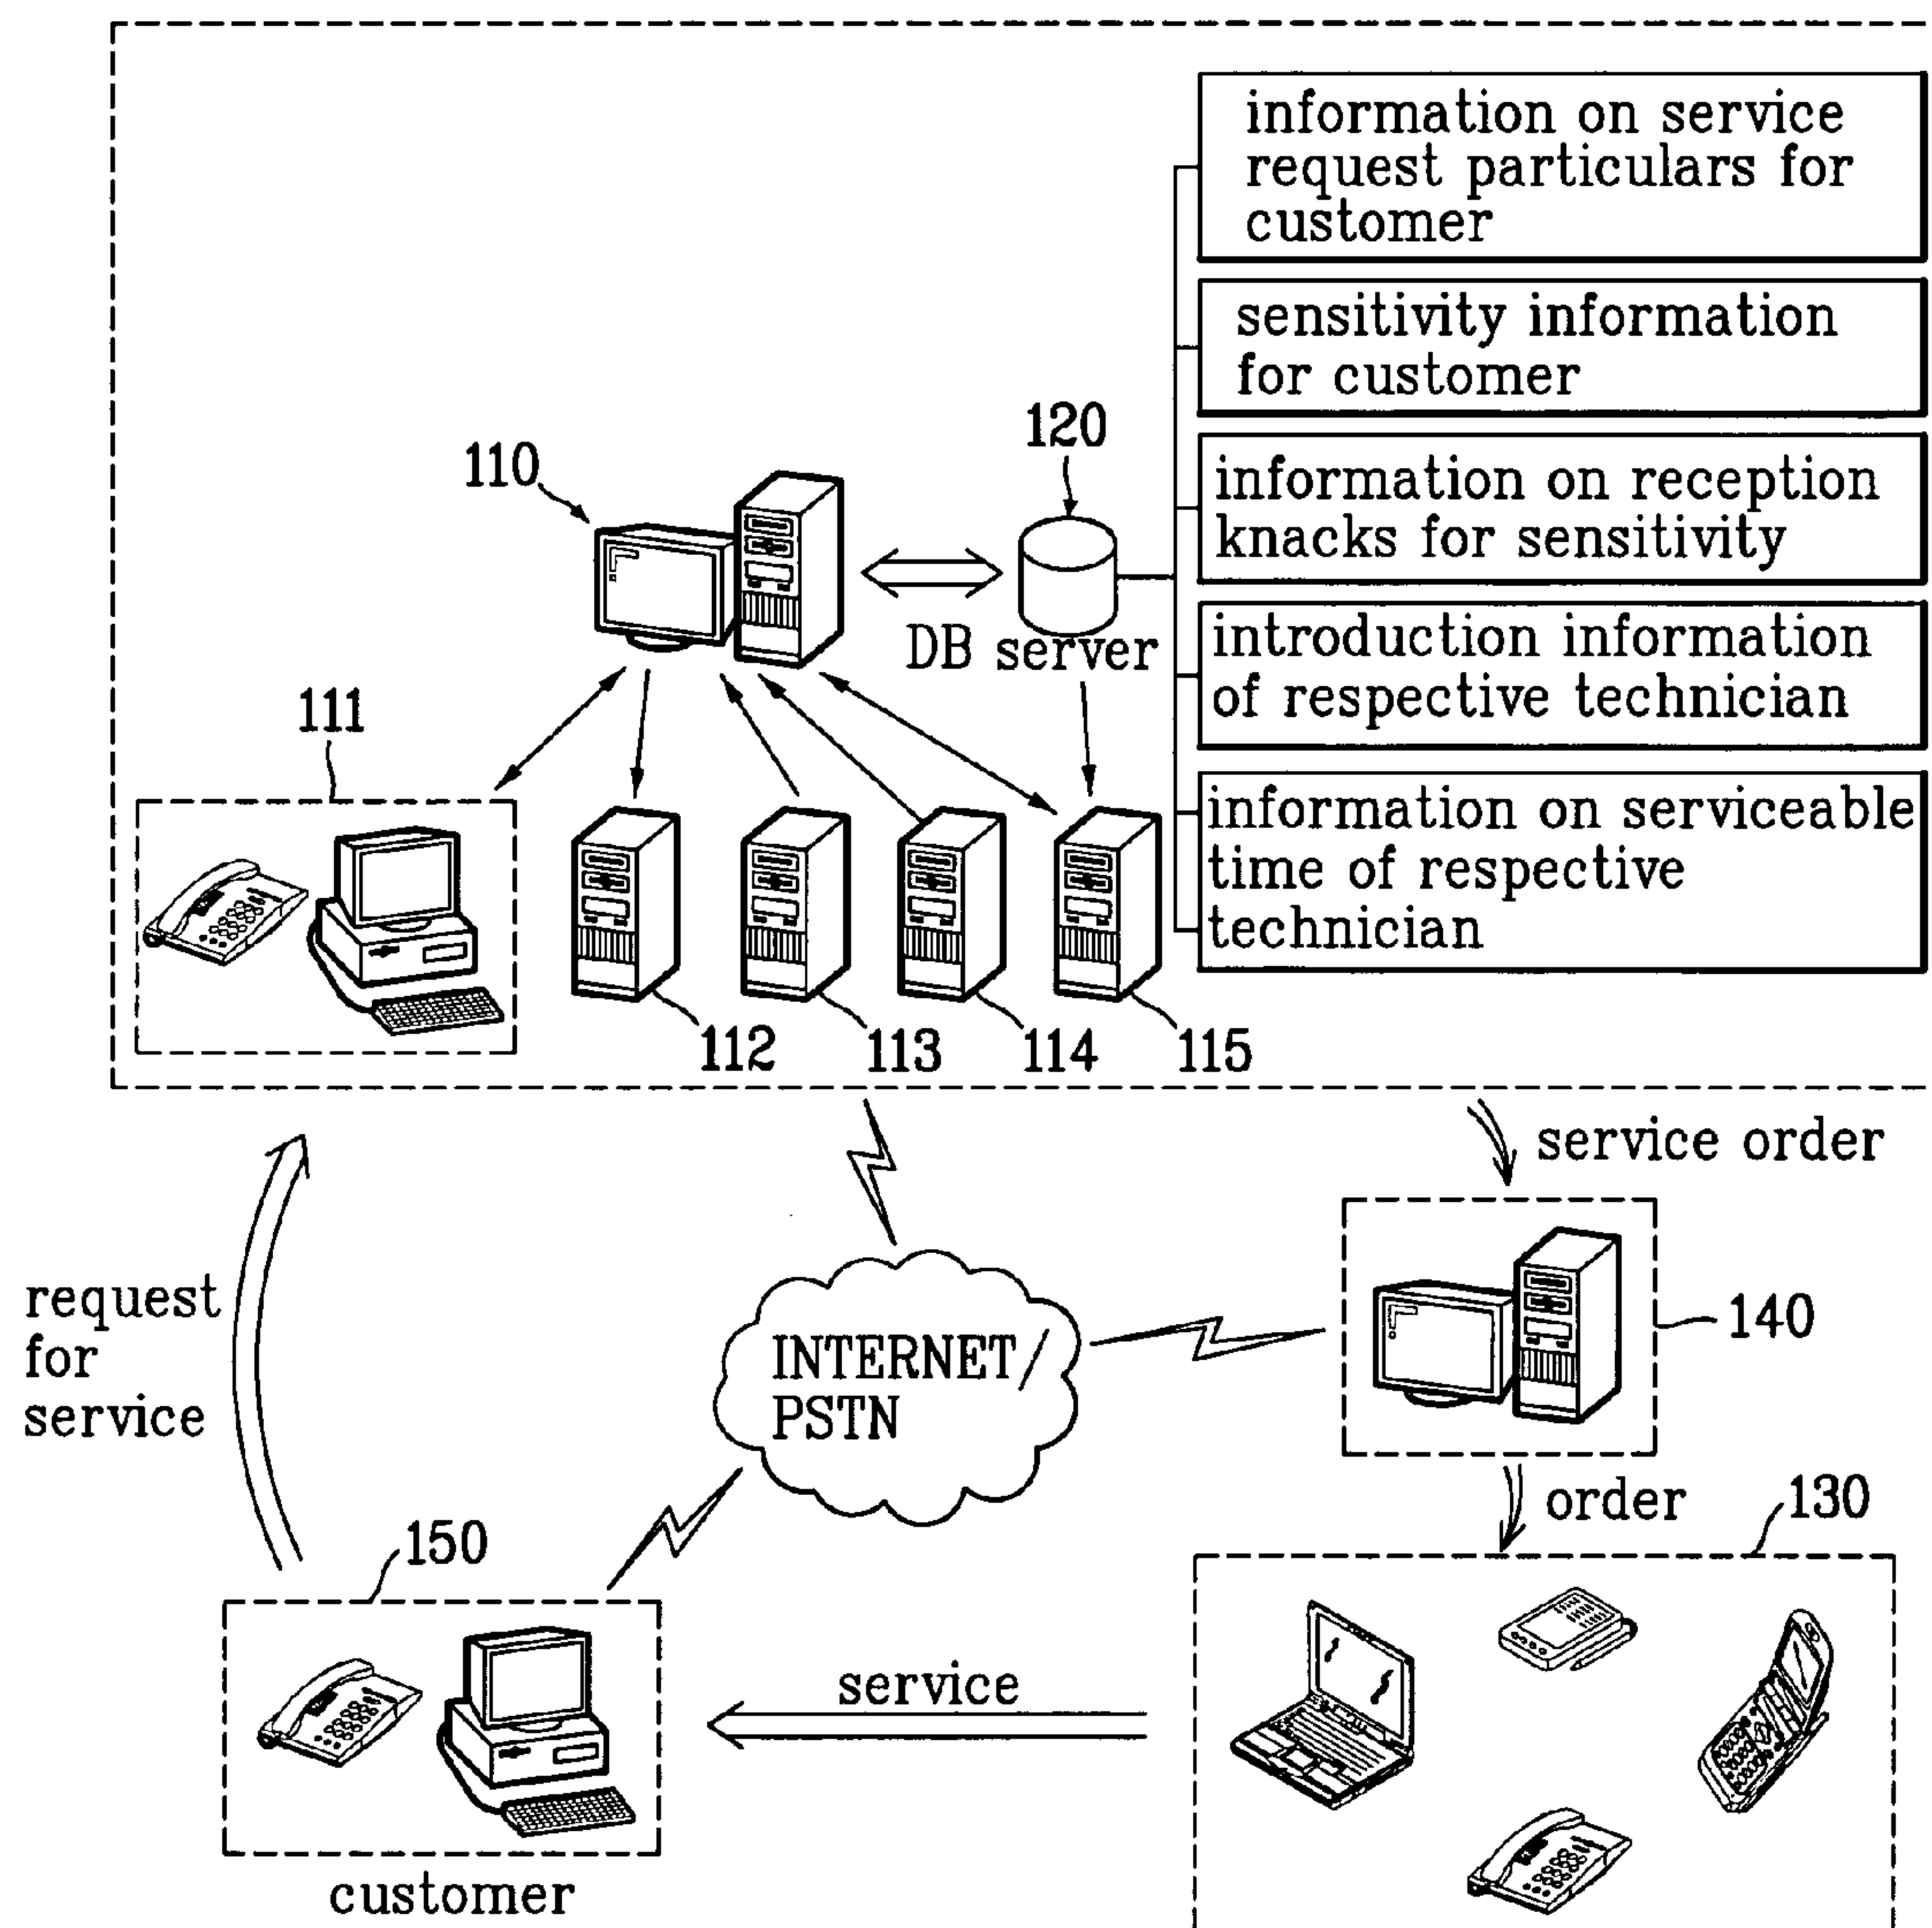 information on service
request particulars for
customer
sensitivity information
for customer
120
110
information on reception
knacks for sensitivity
DB server
introduction information
of respective technician
111
information on serviceable
time of respective
technician
112
113
114
115
service order
request
for
service
INTERNET/
PSTN
140
order
130
150
service
customer